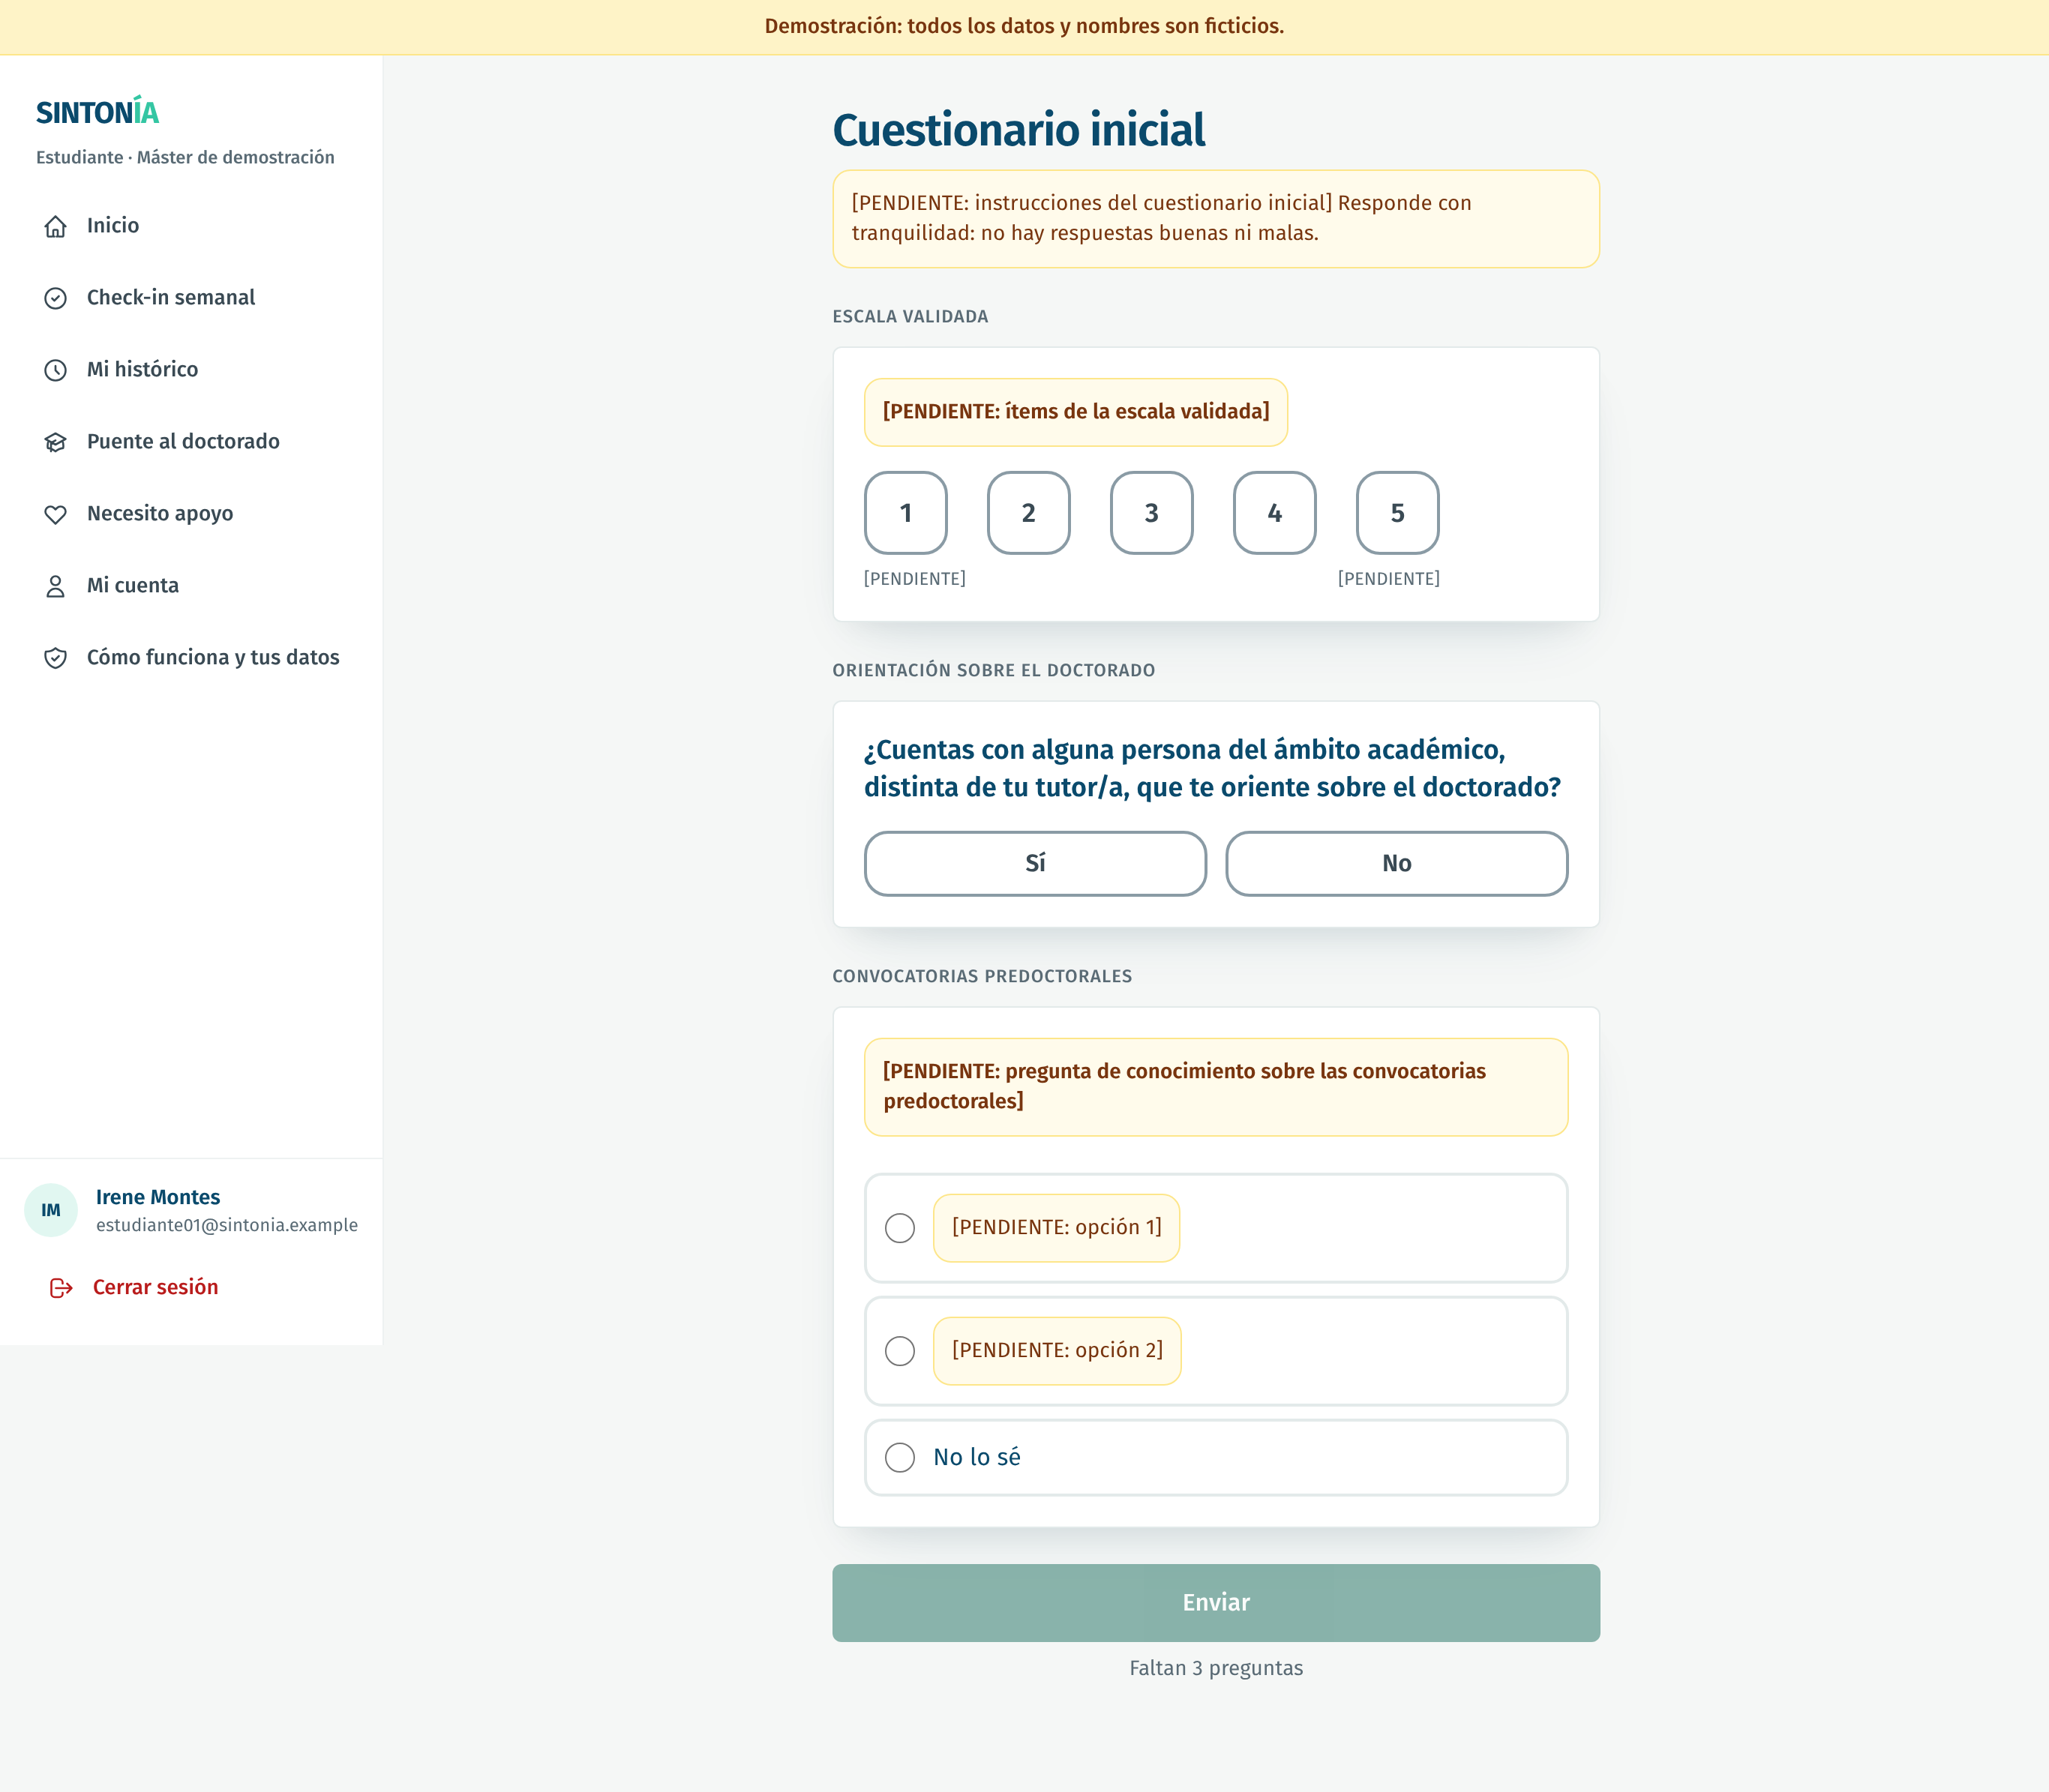 Demostración: todos los datos y nombres son ficticios.
SINTONÍA
Estudiante · Máster de demostración
Inicio
Check-in semanal
Mi histórico
Puente al doctorado
Necesito apoyo
Mi cuenta
Cómo funciona y tus datos
IM
Irene Montes
estudiante01@sintonia.example
Cerrar sesión
Cuestionario inicial
[PENDIENTE: instrucciones del cuestionario inicial] Responde con
tranquilidad: no hay respuestas buenas ni malas.
ESCALA VALIDADA
[PENDIENTE: ítems de la escala validada]
1 2 3 4 5
[PENDIENTE] [PENDIENTE]
ORIENTACIÓN SOBRE EL DOCTORADO
¿Cuentas con alguna persona del ámbito académico,
distinta de tu tutor/a, que te oriente sobre el doctorado?
Sí No
CONVOCATORIAS PREDOCTORALES
[PENDIENTE: pregunta de conocimiento sobre las convocatorias
predoctorales]
[PENDIENTE: opción 1]
[PENDIENTE: opción 2]
No lo sé
Enviar
Faltan 3 preguntas